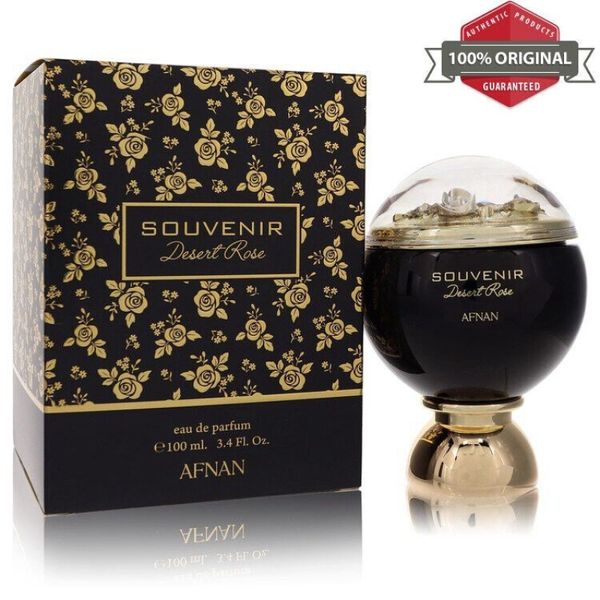 AUTHENTIC PRODUCTS
100% ORIGINAL
GUARANTEED
SOUVENIR
Desert Rose
eau de parfum
℮100 ml. 3.4 Fl. Oz.
AFNAN
SOUVENIR
Desert Rose
AFNAN